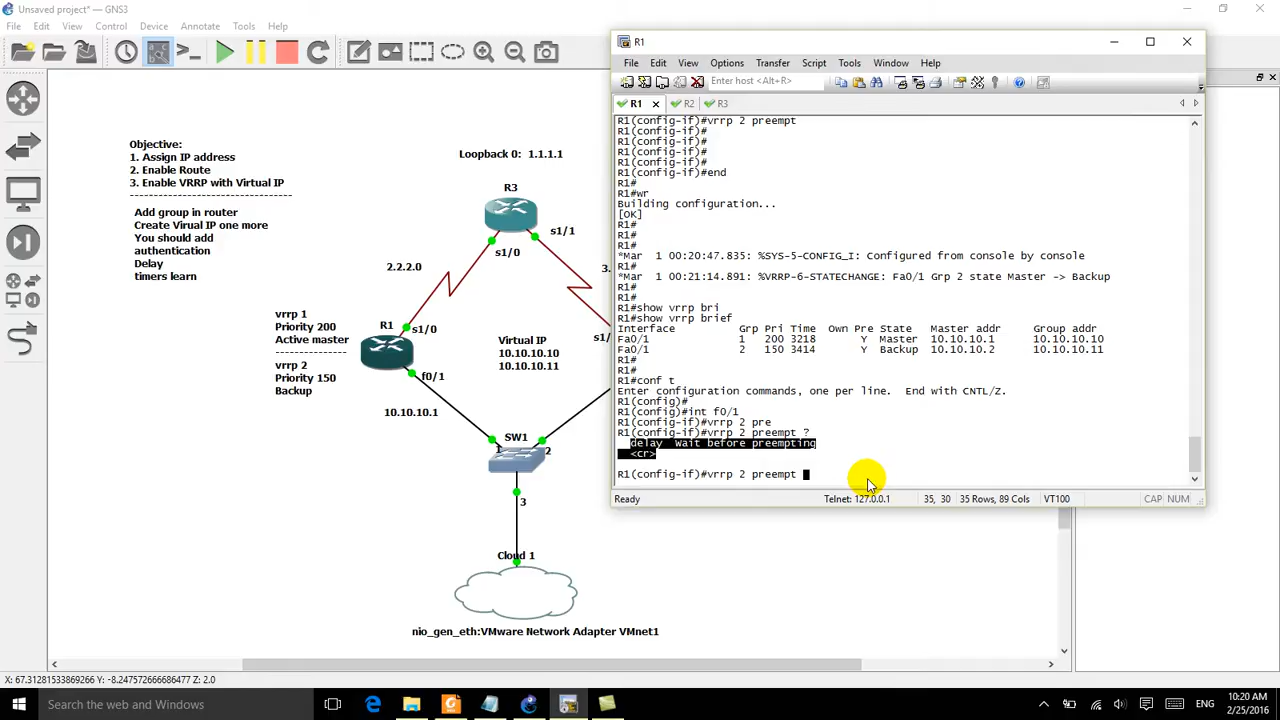 Unsaved project* – GNS3
File Edit View Control Device Annotate Tools Help
Objective:
1. Assign IP address
2. Enable Route
3. Enable VRRP with Virtual IP
------------------------------
Add group in router
Create Virual IP one more
You should add
authentication
Delay
timers learn
Loopback 0: 1.1.1.1
R3
s1/1
s1/0
2.2.2.0
3.
vrrp 1
Priority 200
Active master
-------------
vrrp 2
Priority 150
Backup
R1
s1/0
s1/
f0/1
Virtual IP
10.10.10.10
10.10.10.11
10.10.10.1
SW1
1
2
3
Cloud 1
nio_gen_eth:VMware Network Adapter VMnet1
X: 67.31281533869266 Y: -8.247572666686477 Z: 2.0
R1
File Edit View Options Transfer Script Tools Window Help
Enter host <Alt+R>
R1 R2 R3
R1(config-if)#vrrp 2 preempt
R1(config-if)#
R1(config-if)#
R1(config-if)#
R1(config-if)#
R1(config-if)#end
R1#
R1#wr
Building configuration...
[OK]
R1#
R1#
R1#
*Mar 1 00:20:47.835: %SYS-5-CONFIG_I: Configured from console by console
R1#
*Mar 1 00:21:14.891: %VRRP-6-STATECHANGE: Fa0/1 Grp 2 state Master -> Backup
R1#
R1#
R1#show vrrp bri
R1#show vrrp brief
Interface Grp Pri Time Own Pre State Master addr Group addr
Fa0/1 1 200 3218 Y Master 10.10.10.1 10.10.10.10
Fa0/1 2 150 3414 Y Backup 10.10.10.2 10.10.10.11
R1#
R1#
R1#conf t
Enter configuration commands, one per line. End with CNTL/Z.
R1(config)#
R1(config)#int f0/1
R1(config-if)#vrrp 2 pre
R1(config-if)#vrrp 2 preempt ?
delay Wait before preempting
<cr>
R1(config-if)#vrrp 2 preempt
Ready Telnet: 127.0.0.1 35, 30 35 Rows, 89 Cols VT100 CAP NUM
Search the web and Windows
ENG
10:20 AM
2/25/2016